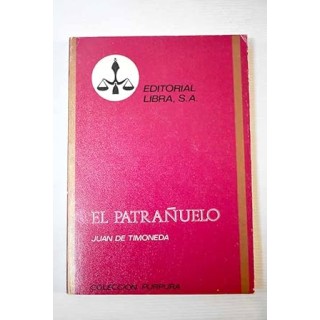 EDITORIAL
LIBRA, S.A.
EL PATRAÑUELO
JUAN DE TIMONEDA
COLECCION PURPURA